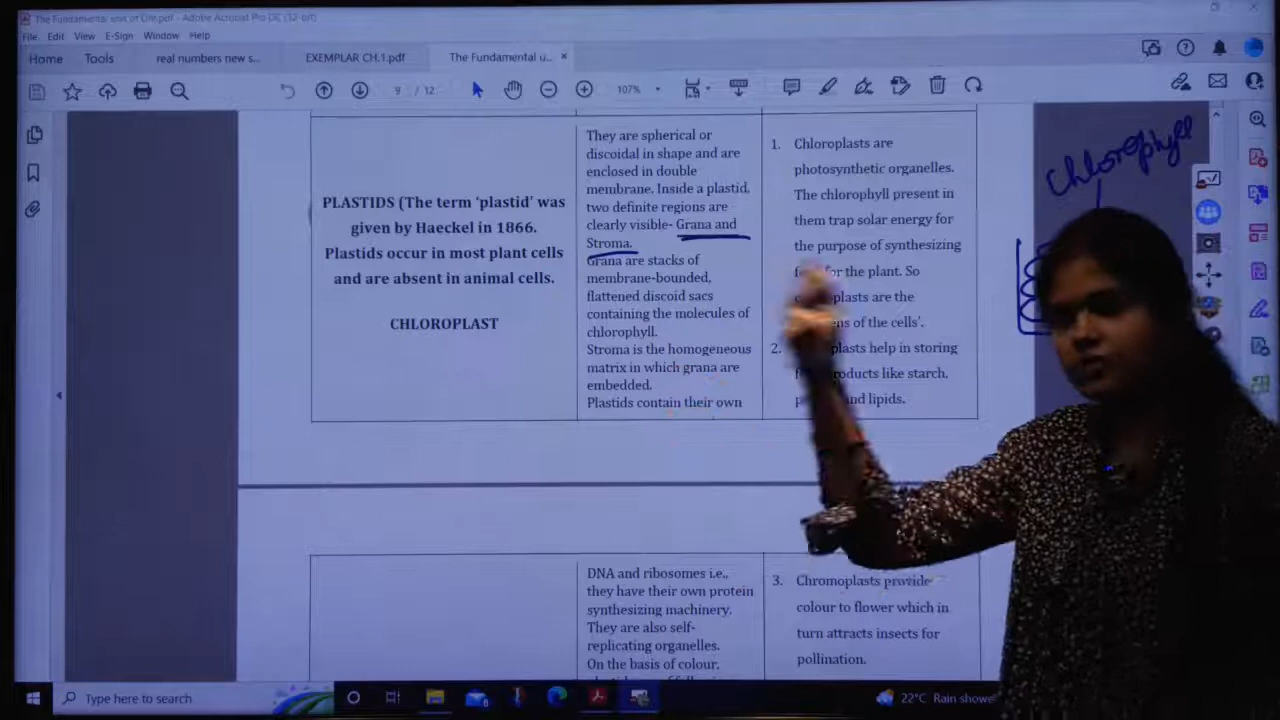 The Fundamental unit of Life.pdf - Adobe Acrobat Pro DC (32-bit)
File Edit View E-Sign Window Help
Home Tools real numbers new s... EXEMPLAR CH.1.pdf The Fundamental u... ×
9 / 12 107%
PLASTIDS (The term ‘plastid’ was
given by Haeckel in 1866.
Plastids occur in most plant cells
and are absent in animal cells.
CHLOROPLAST
They are spherical or
discoidal in shape and are
enclosed in double
membrane. Inside a plastid,
two definite regions are
clearly visible- Grana and
Stroma.
Grana are stacks of
membrane-bounded,
flattened discoid sacs
containing the molecules of
chlorophyll.
Stroma is the homogeneous
matrix in which grana are
embedded.
Plastids contain their own
1. Chloroplasts are
photosynthetic organelles.
The chlorophyll present in
them trap solar energy for
the purpose of synthesizing
for the plant. So
are the
of the cells’.
2. help in storing
like starch,
and lipids.
Chlorophyll
DNA and ribosomes i.e.,
they have their own protein
synthesizing machinery.
They are also self-
replicating organelles.
On the basis of colour,
3. Chromoplasts provide
colour to flower which in
turn attracts insects for
pollination.
Type here to search
22°C Rain showe